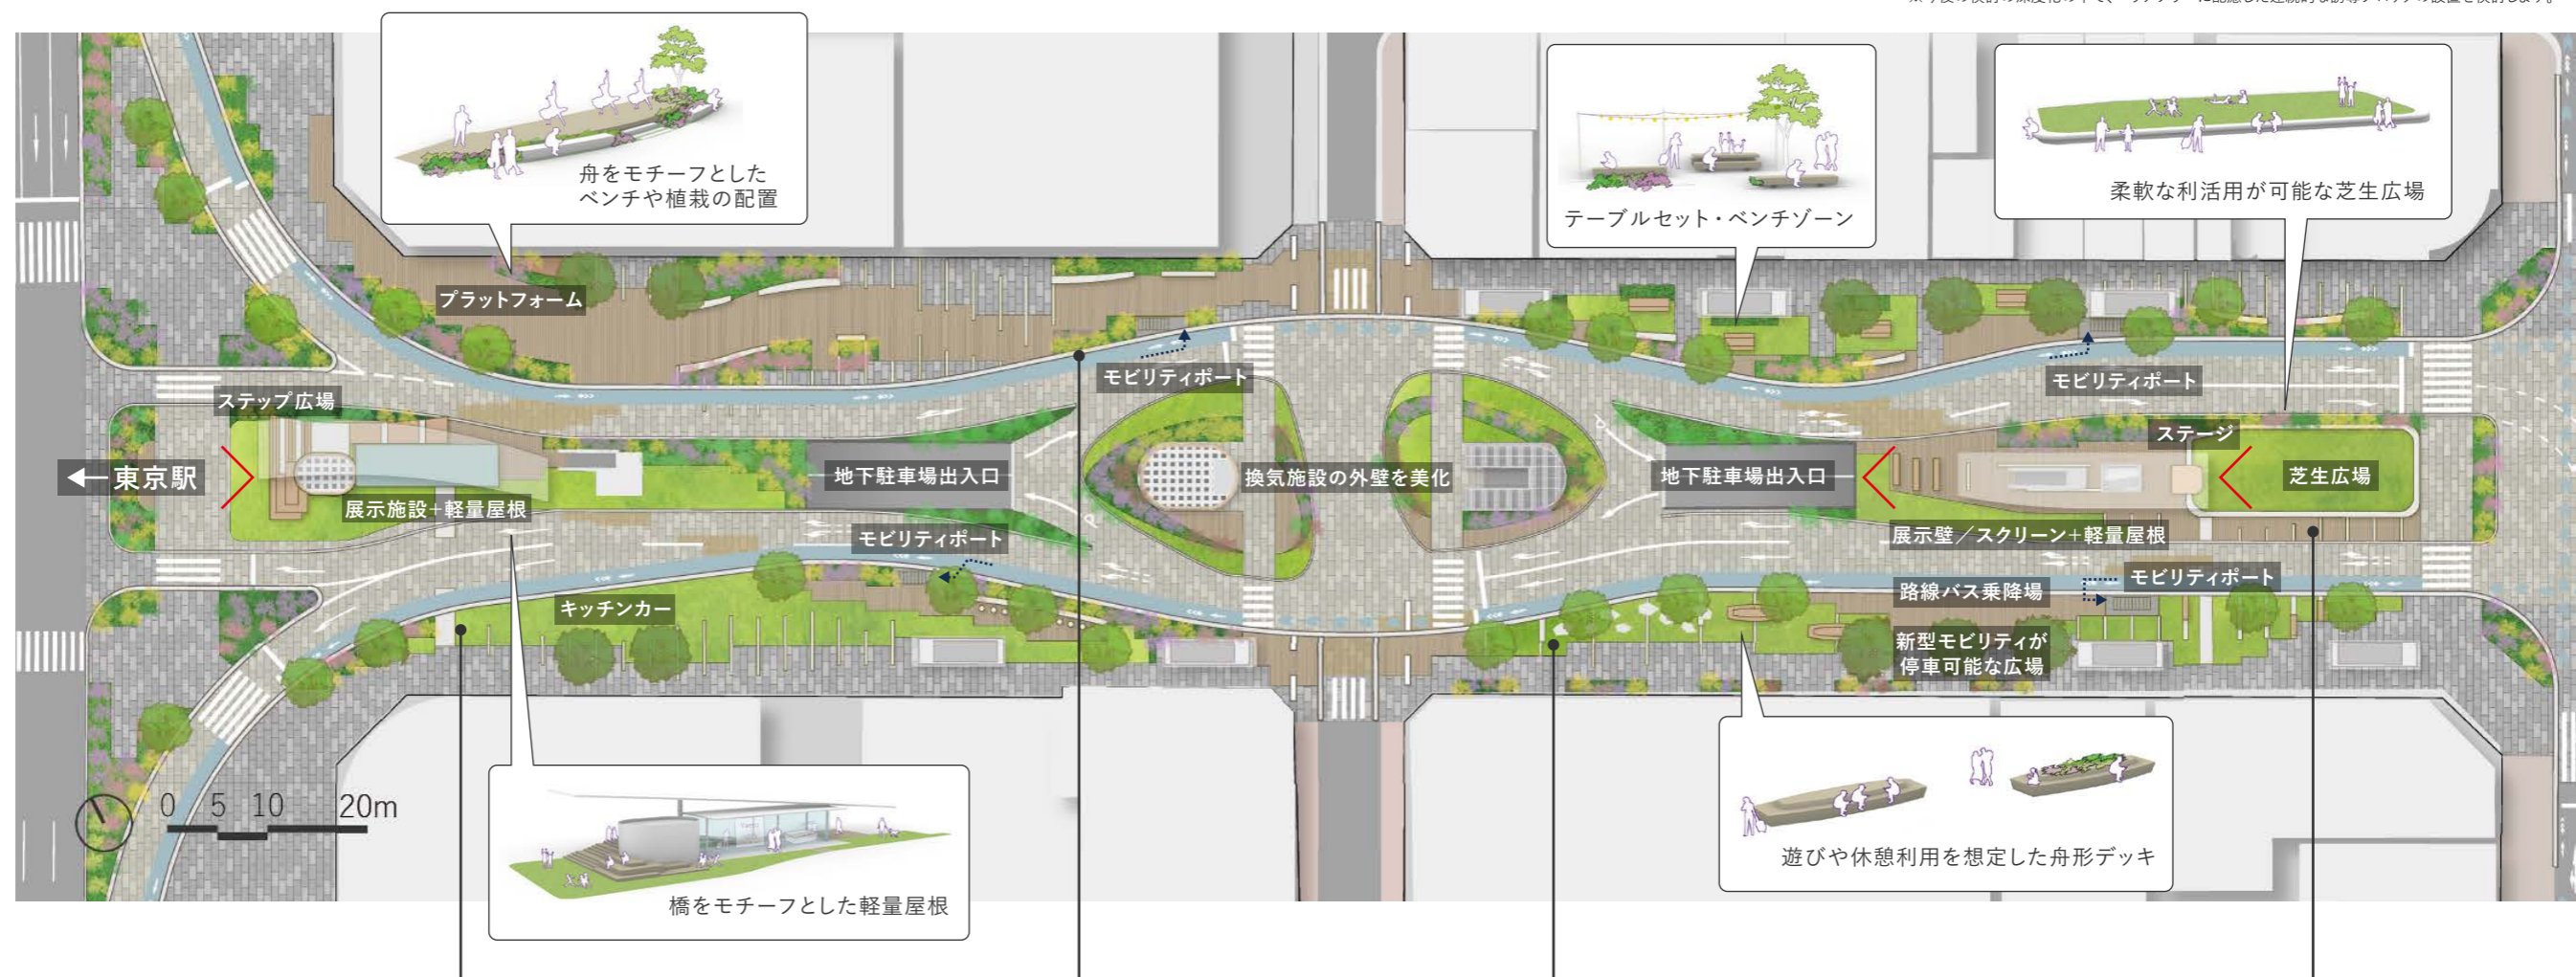 舟をモチーフとした
ベンチや植栽の配置
テーブルセット・ベンチゾーン
柔軟な利活用が可能な芝生広場
プラットフォーム
モビリティポート
モビリティポート
ステップ広場
ステージ
←東京駅
地下駐車場出入口
換気施設の外壁を美化
地下駐車場出入口
芝生広場
展示施設+軽量屋根
モビリティポート
展示壁/スクリーン+軽量屋根
キッチンカー
路線バス乗降場
モビリティポート
新型モビリティが
停車可能な広場
0 5 10 20m
橋をモチーフとした軽量屋根
遊びや休憩利用を想定した舟形デッキ